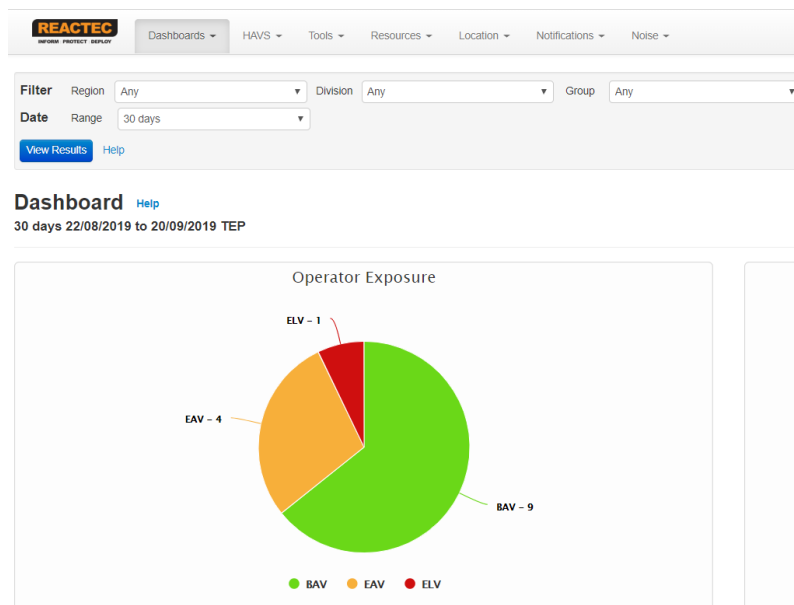 REACTEC
INFORM PROTECT DEPLOY
Dashboards HAVS Tools Resources Location Notifications Noise
Filter Region Any Division Any Group Any
Date Range 30 days
View Results Help
Dashboard Help
30 days 22/08/2019 to 20/09/2019 TEP
Operator Exposure
ELV – 1
EAV – 4
BAV – 9
BAV EAV ELV